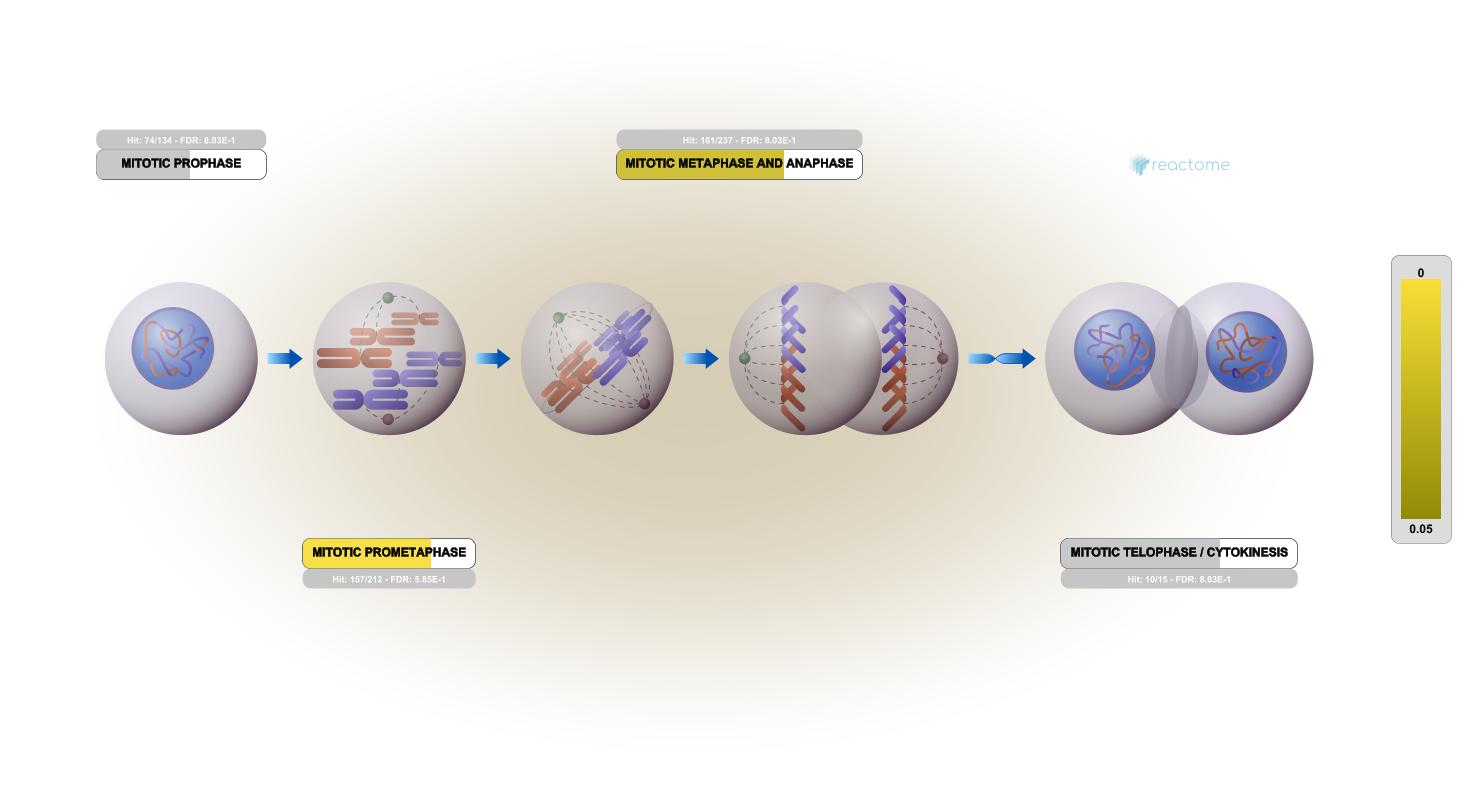 Hit: 74/134 - FDR: 8.03E-1
MITOTIC PROPHASE
Hit: 161/237 - FDR: 8.03E-1
MITOTIC METAPHASE AND ANAPHASE
reactome
0
0.05
MITOTIC PROMETAPHASE
Hit: 157/212 - FDR: 5.85E-1
MITOTIC TELOPHASE / CYTOKINESIS
Hit: 10/15 - FDR: 8.03E-1